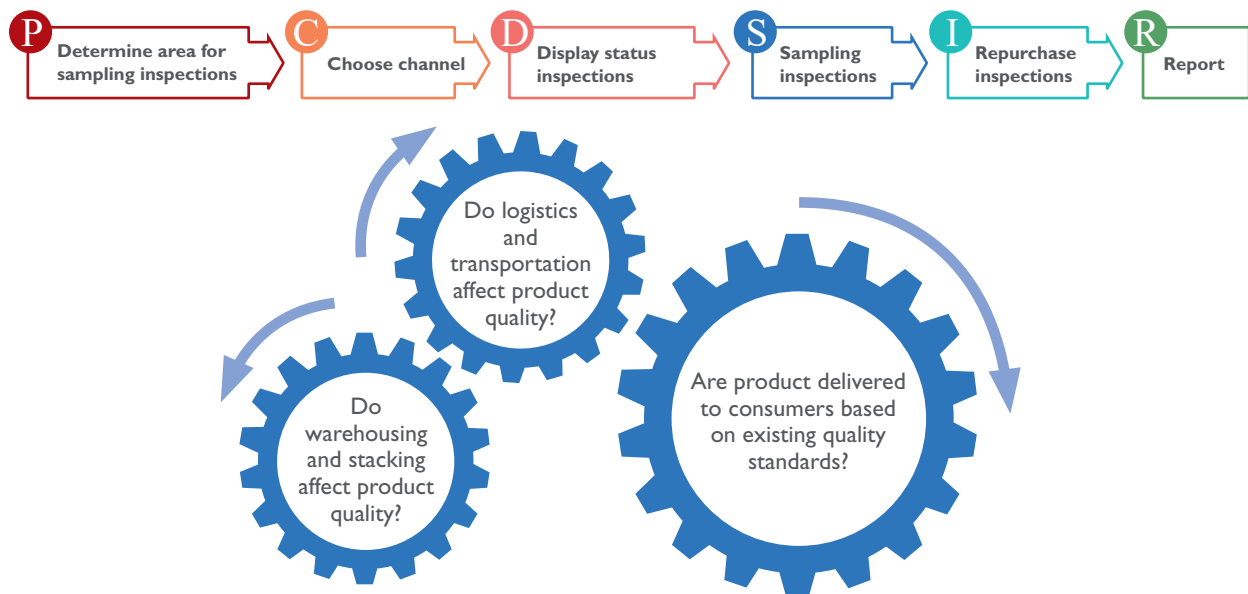 P
Determine area for
sampling inspections
C
Choose channel
D
Display status
inspections
S
Sampling
inspections
I
Repurchase
inspections
R
Report
Do logistics
and
transportation
affect product
quality?
Do
warehousing
and stacking
affect product
quality?
Are product delivered
to consumers based
on existing quality
standards?